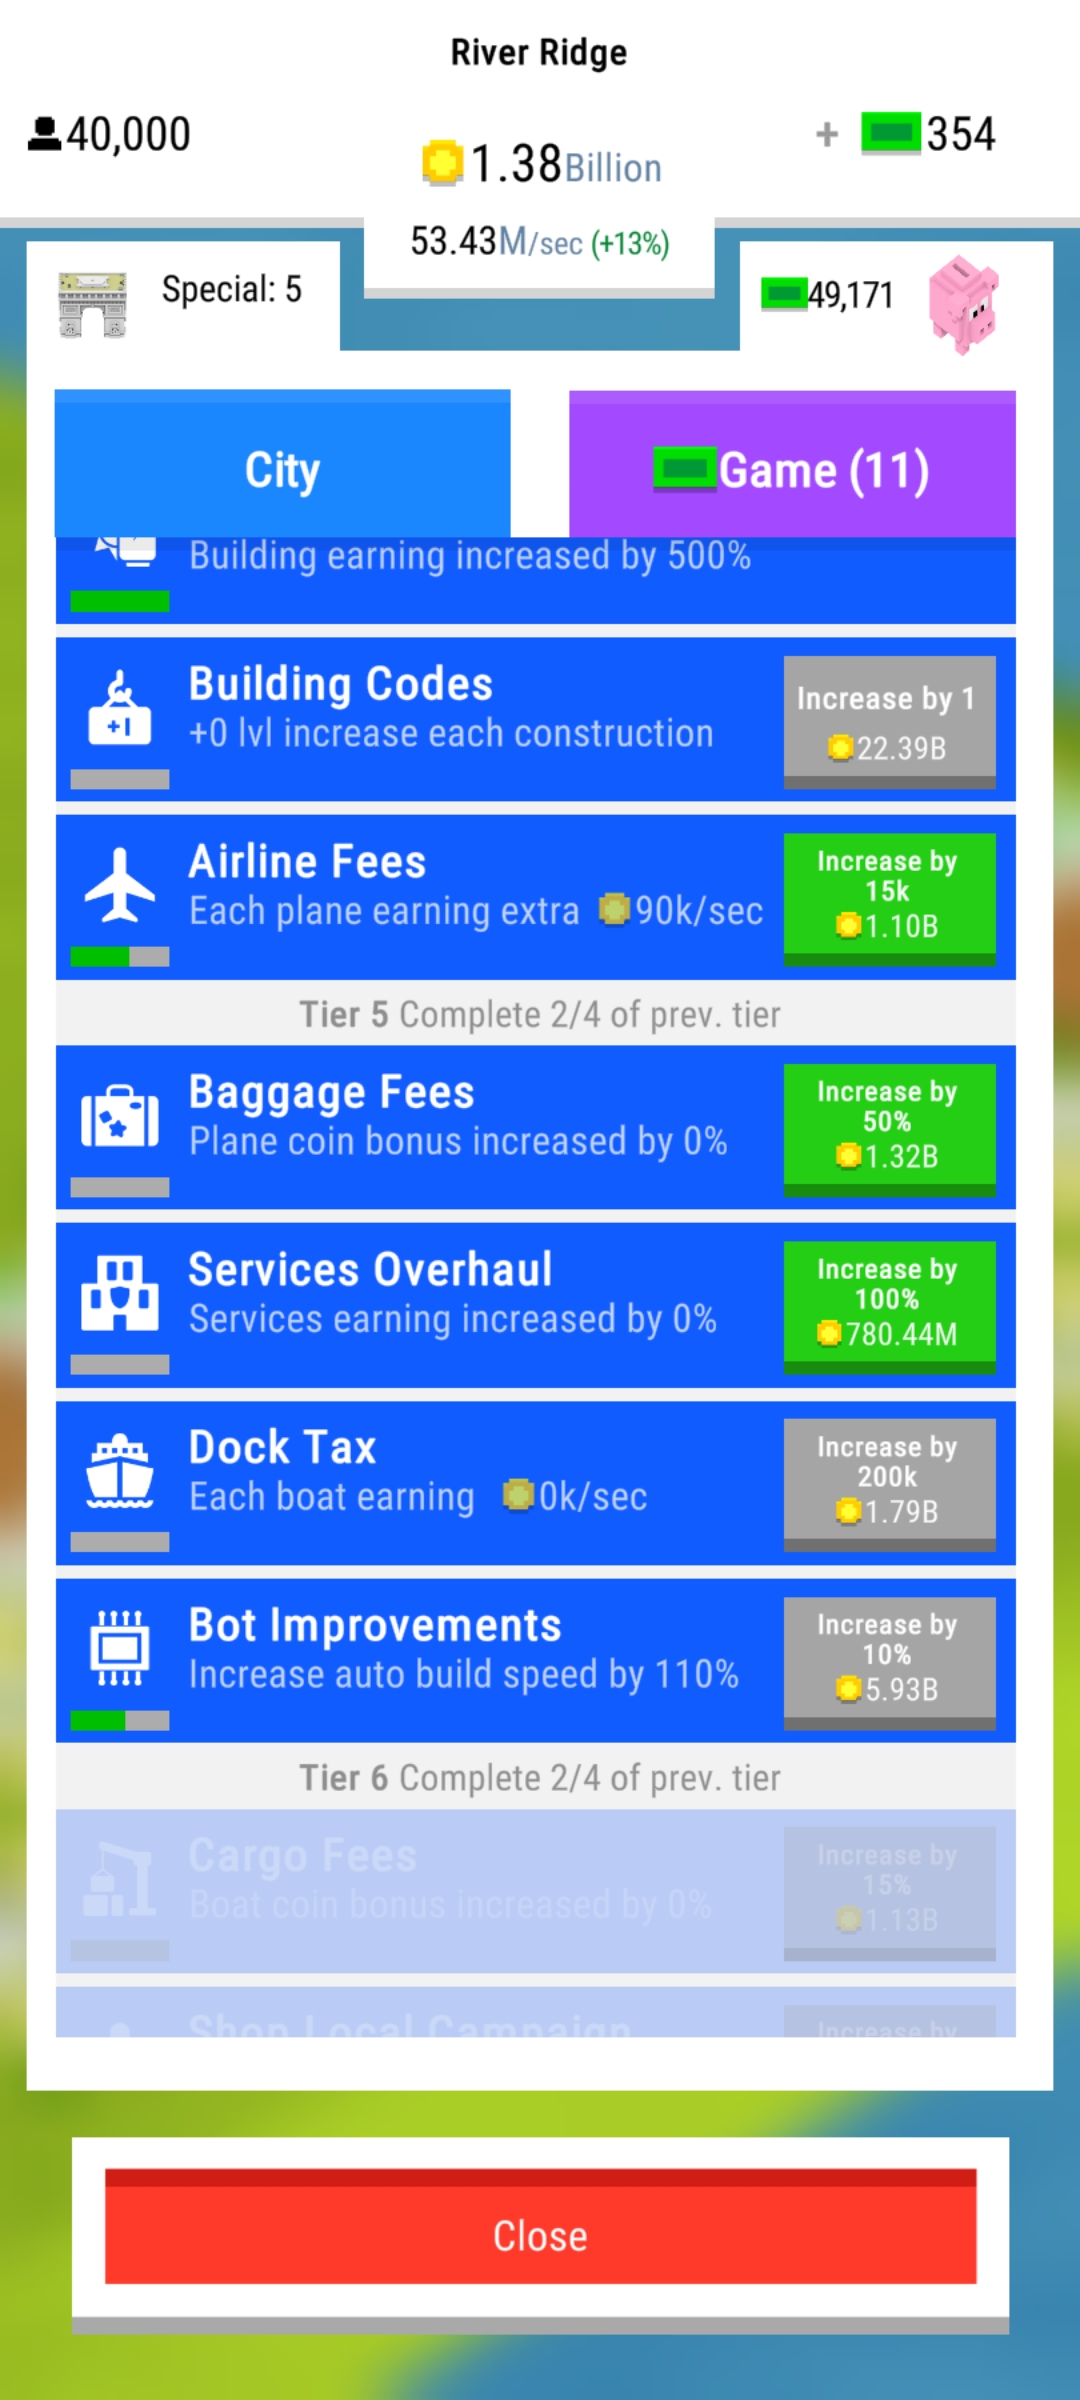 River Ridge
40,000
1.38Billion
+ 354
53.43M/sec (+13%)
Special: 5
49,171
City
Game (11)
Building earning increased by 500%
Building Codes
+0 lvl increase each construction
Increase by 1
22.39B
Airline Fees
Each plane earning extra 90k/sec
Increase by
15k
1.10B
Tier 5 Complete 2/4 of prev. tier
Baggage Fees
Plane coin bonus increased by 0%
Increase by
50%
1.32B
Services Overhaul
Services earning increased by 0%
Increase by
100%
780.44M
Dock Tax
Each boat earning 0k/sec
Increase by
200k
1.79B
Bot Improvements
Increase auto build speed by 110%
Increase by
10%
5.93B
Tier 6 Complete 2/4 of prev. tier
Cargo Fees
Boat coin bonus increased by 0%
Increase by
15%
1.13B
Shop Local Campaign
Increase by
Close